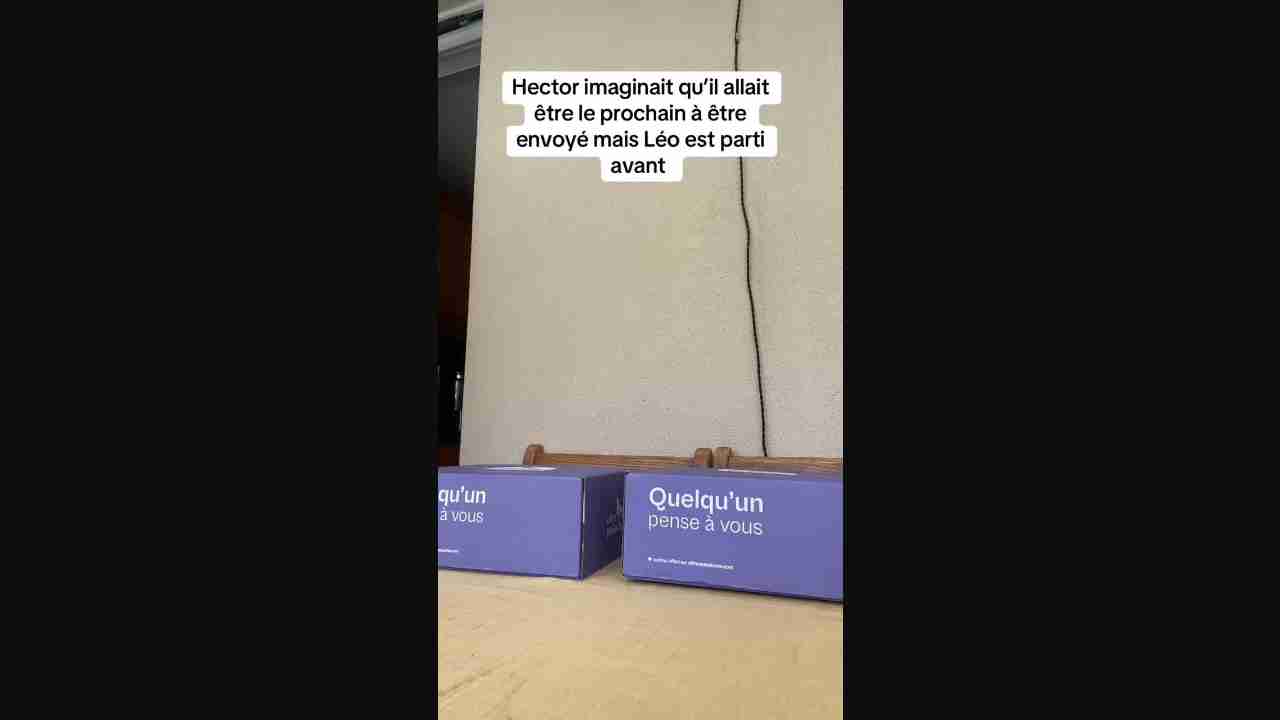 Hector imaginait qu’il allait
être le prochain à être
envoyé mais Léo est parti
avant
qu’un
à vous
Quelqu’un
pense à vous